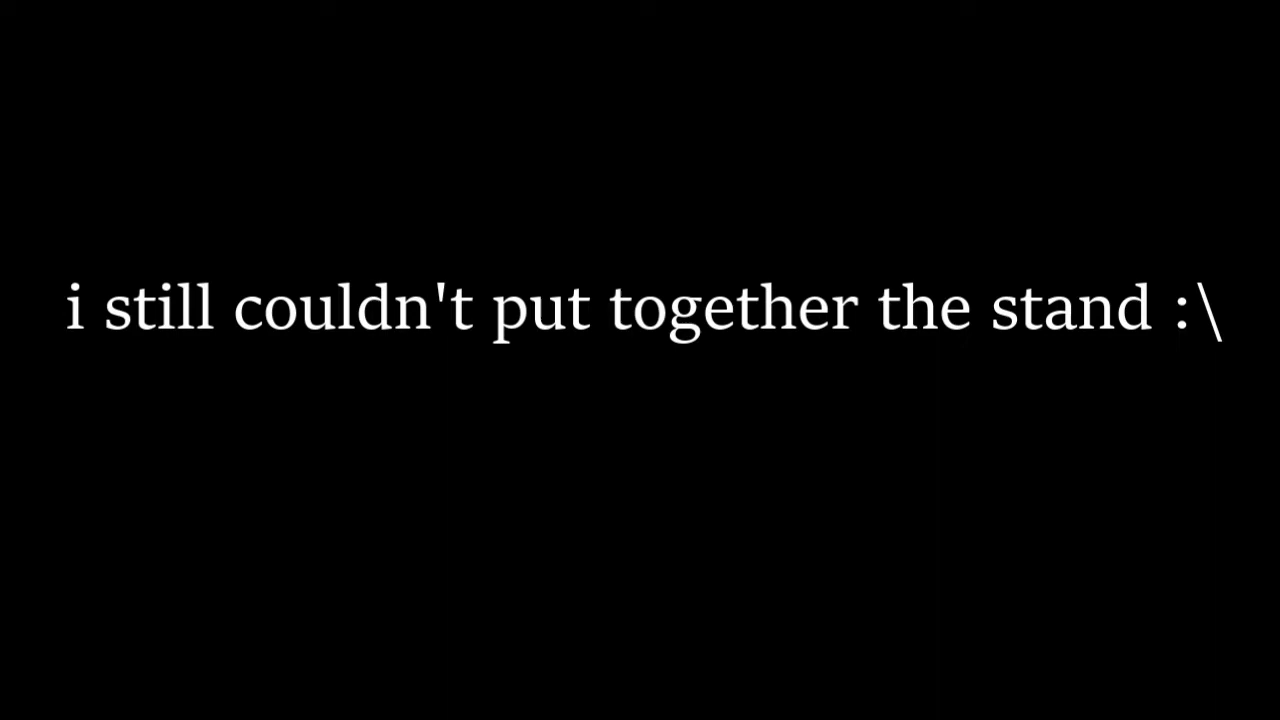 i still couldn't put together the stand :\